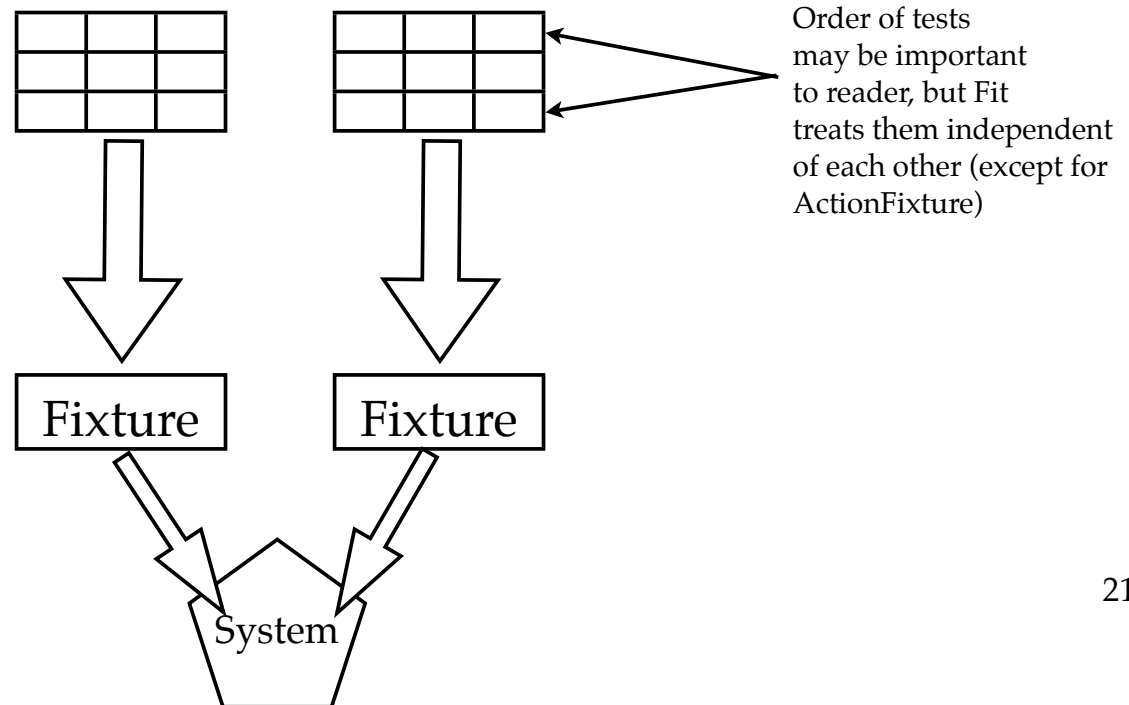 Order of tests
may be important
to reader, but Fit
treats them independent
of each other (except for
ActionFixture)
Fixture
Fixture
System
21